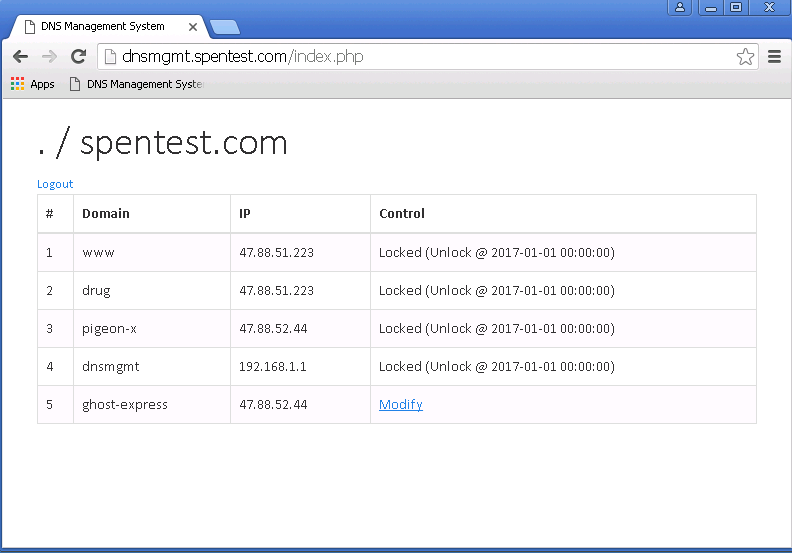 DNS Management System
dnsmgmt.spentest.com/index.php
Apps DNS Management Syste
. / spentest.com
Logout
# Domain IP Control
1 www 47.88.51.223 Locked (Unlock @ 2017-01-01 00:00:00)
2 drug 47.88.51.223 Locked (Unlock @ 2017-01-01 00:00:00)
3 pigeon-x 47.88.52.44 Locked (Unlock @ 2017-01-01 00:00:00)
4 dnsmgmt 192.168.1.1 Locked (Unlock @ 2017-01-01 00:00:00)
5 ghost-express 47.88.52.44 Modify